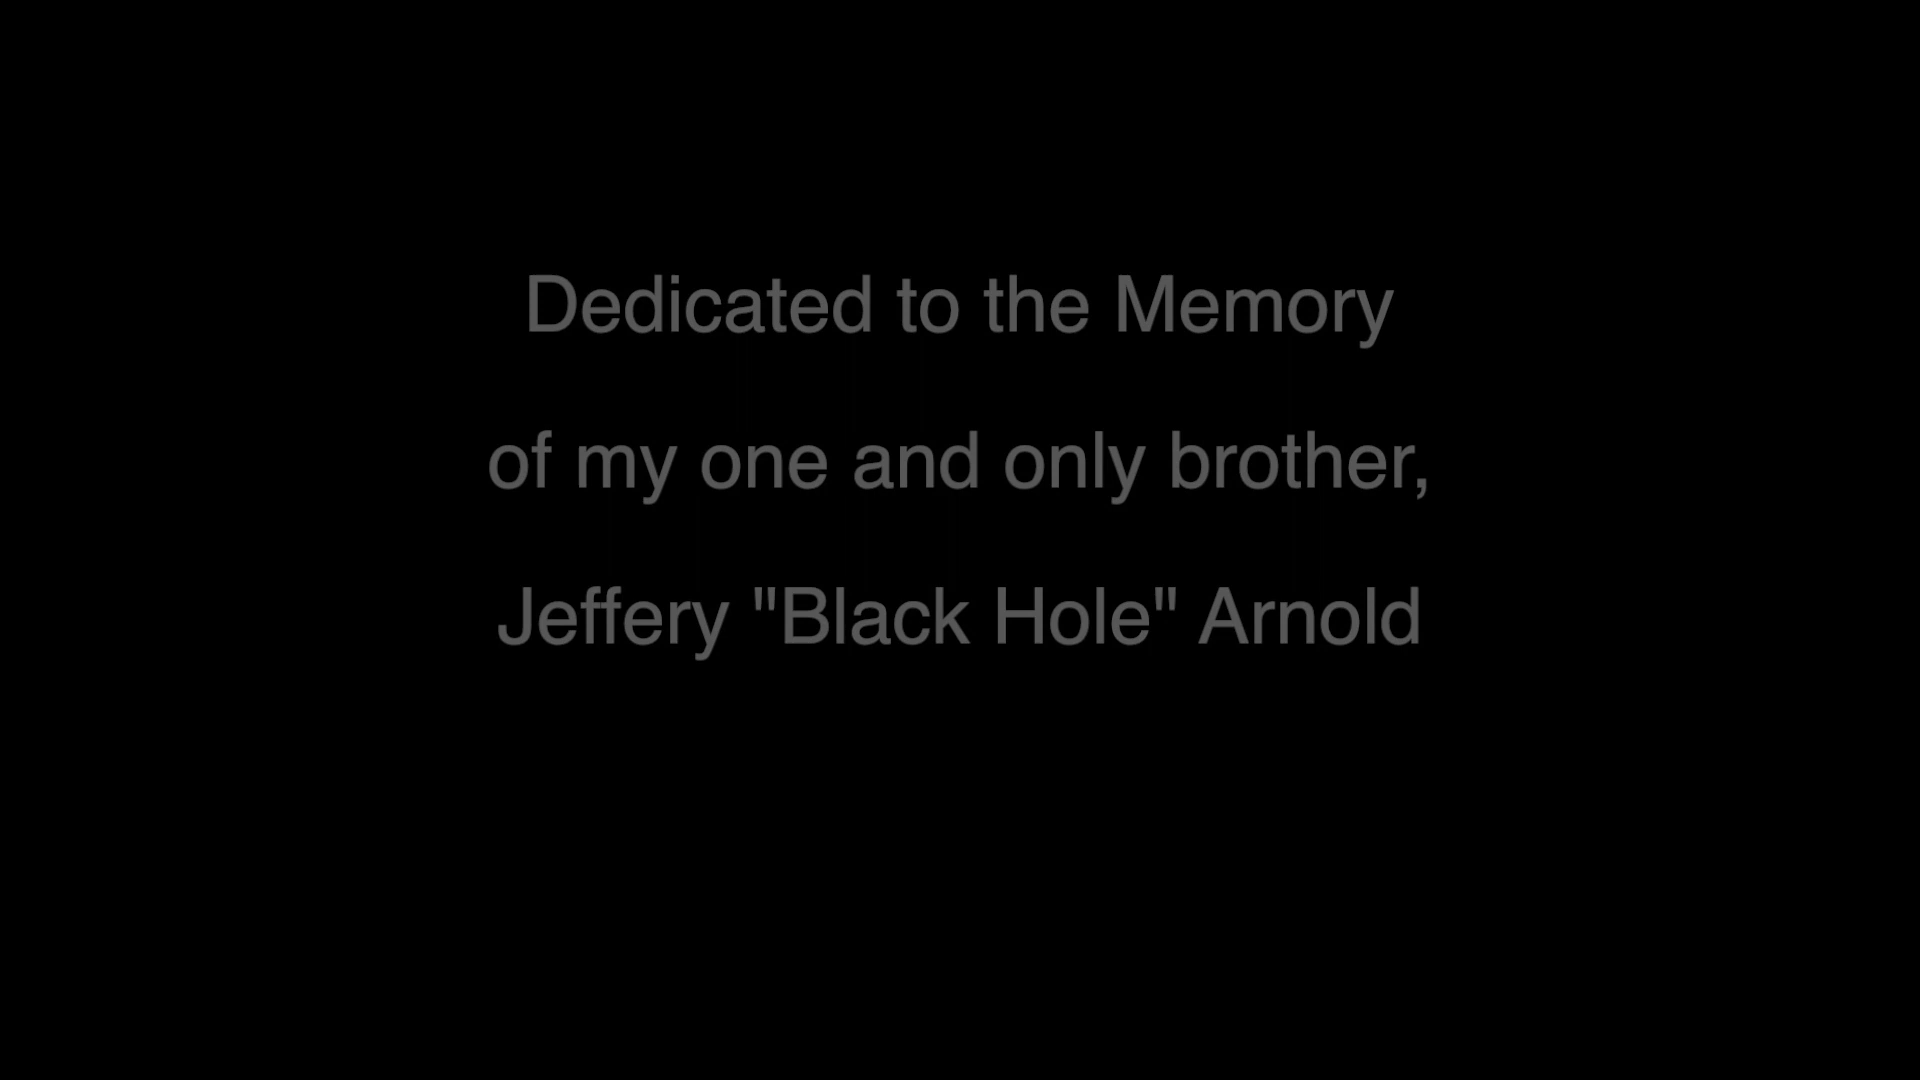 Dedicated to the Memory
of my one and only brother,
Jeffery "Black Hole" Arnold